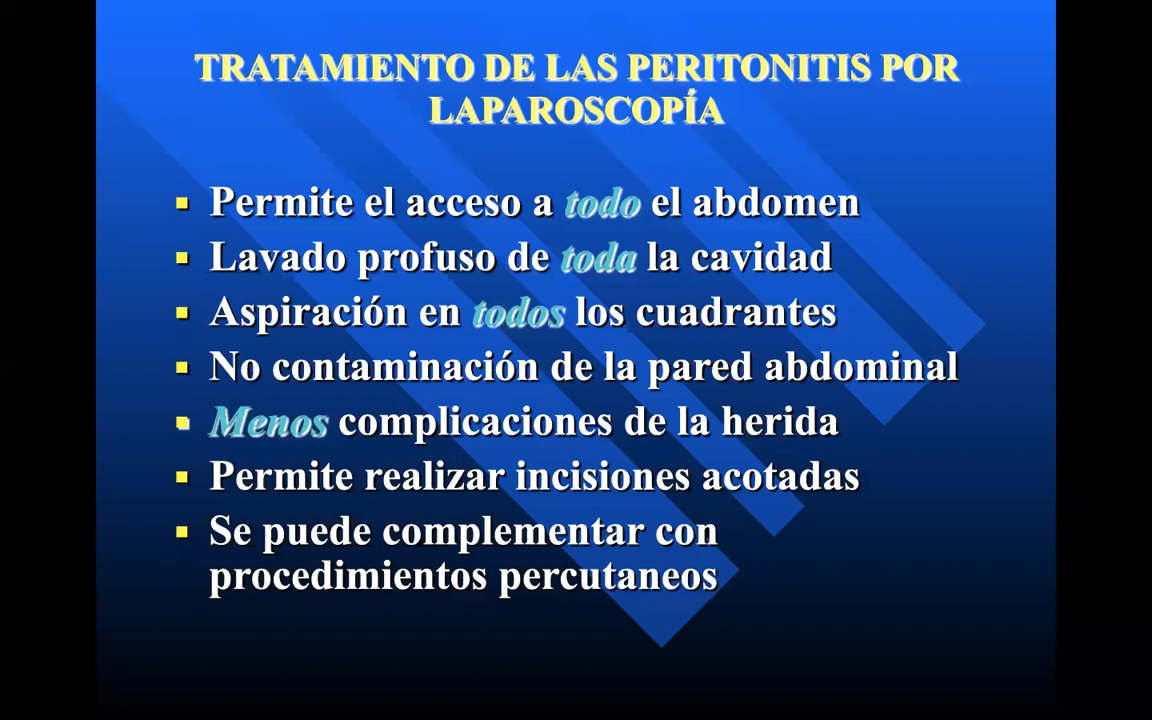 TRATAMIENTO DE LAS PERITONITIS POR
LAPAROSCOPÍA
▪ Permite el acceso a todo el abdomen
▪ Lavado profuso de toda la cavidad
▪ Aspiración en todos los cuadrantes
▪ No contaminación de la pared abdominal
▪ Menos complicaciones de la herida
▪ Permite realizar incisiones acotadas
▪ Se puede complementar con
procedimientos percutaneos